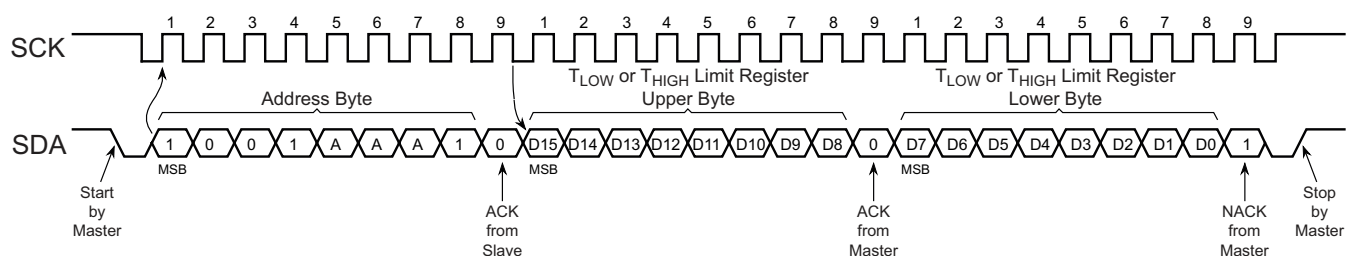 1 2 3 4 5 6 7 8 9 1 2 3 4 5 6 7 8 9 1 2 3 4 5 6 7 8 9
SCK
T_LOW or T_HIGH Limit Register
Upper Byte
T_LOW or T_HIGH Limit Register
Lower Byte
Address Byte
SDA
1 0 0 1 A A A 1 0 D15 D14 D13 D12 D11 D10 D9 D8 0 D7 D6 D5 D4 D3 D2 D1 D0 1
MSB
MSB
MSB
Start
by
Master
ACK
from
Slave
ACK
from
Master
NACK
from
Master
Stop
by
Master